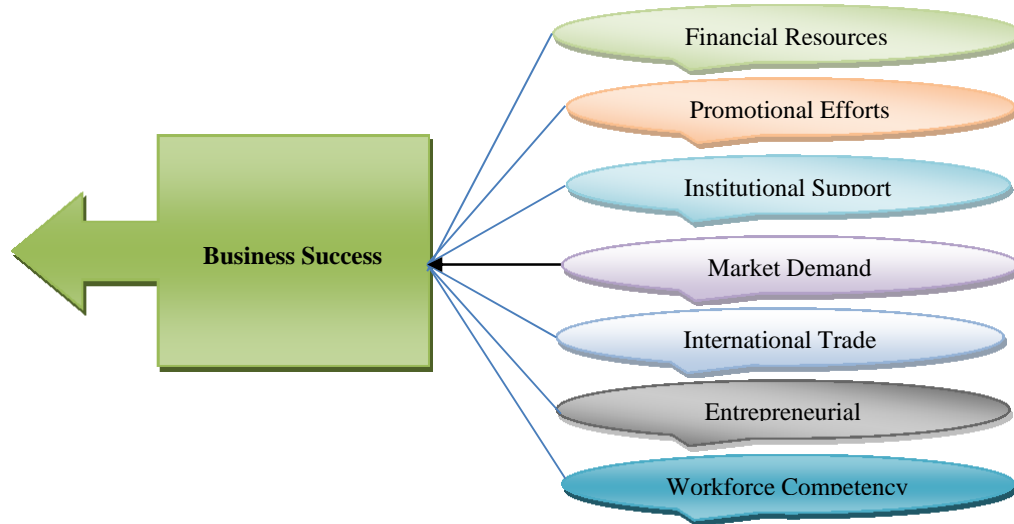 Financial Resources
Promotional Efforts
Institutional Support
Business Success
Market Demand
International Trade
Entrepreneurial
Workforce Competency